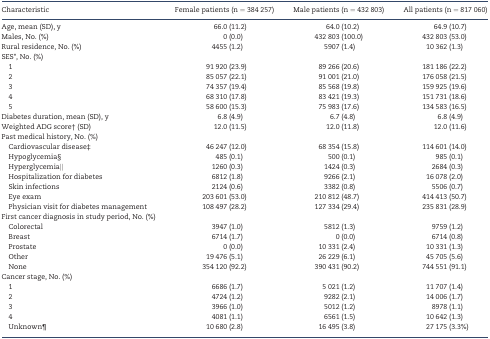 Characteristic Female patients (n = 384 257) Male patients (n = 432 803) All patients (n = 817 060)
Age, mean (SD), y 66.0 (11.2) 64.0 (10.2) 64.9 (10.7)
Males, No. (%) 0 (0.0) 432 803 (100.0) 432 803 (53.0)
Rural residence, No. (%) 4455 (1.2) 5907 (1.4) 10 362 (1.3)
SES*, No. (%)
1 91 920 (23.9) 89 266 (20.6) 181 186 (22.2)
2 85 057 (22.1) 91 001 (21.0) 176 058 (21.5)
3 74 357 (19.4) 85 568 (19.8) 159 925 (19.6)
4 68 310 (17.8) 83 421 (19.3) 151 731 (18.6)
5 58 600 (15.3) 75 983 (17.6) 134 583 (16.5)
Diabetes duration, mean (SD), y 6.8 (4.9) 6.7 (4.8) 6.8 (4.9)
Weighted ADG score† (SD) 12.0 (11.5) 12.0 (11.8) 12.0 (11.6)
Past medical history, No. (%)
Cardiovascular disease‡ 46 247 (12.0) 68 354 (15.8) 114 601 (14.0)
Hypoglycemia§ 485 (0.1) 500 (0.1) 985 (0.1)
Hyperglycemia|| 1260 (0.3) 1424 (0.3) 2684 (0.3)
Hospitalization for diabetes 6812 (1.8) 9266 (2.1) 16 078 (2.0)
Skin infections 2124 (0.6) 3382 (0.8) 5506 (0.7)
Eye exam 203 601 (53.0) 210 812 (48.7) 414 413 (50.7)
Physician visit for diabetes management 108 497 (28.2) 127 334 (29.4) 235 831 (28.9)
First cancer diagnosis in study period, No. (%)
Colorectal 3947 (1.0) 5812 (1.3) 9759 (1.2)
Breast 6714 (1.7) 0 (0.0) 6714 (0.8)
Prostate 0 (0.0) 10 331 (2.4) 10 331 (1.3)
Other 19 476 (5.1) 26 229 (6.1) 45 705 (5.6)
None 354 120 (92.2) 390 431 (90.2) 744 551 (91.1)
Cancer stage, No. (%)
1 6686 (1.7) 5 021 (1.2) 11 707 (1.4)
2 4724 (1.2) 9282 (2.1) 14 006 (1.7)
3 3966 (1.0) 5012 (1.2) 8978 (1.1)
4 4081 (1.1) 6561 (1.5) 10 642 (1.3)
Unknown¶ 10 680 (2.8) 16 495 (3.8) 27 175 (3.3%)